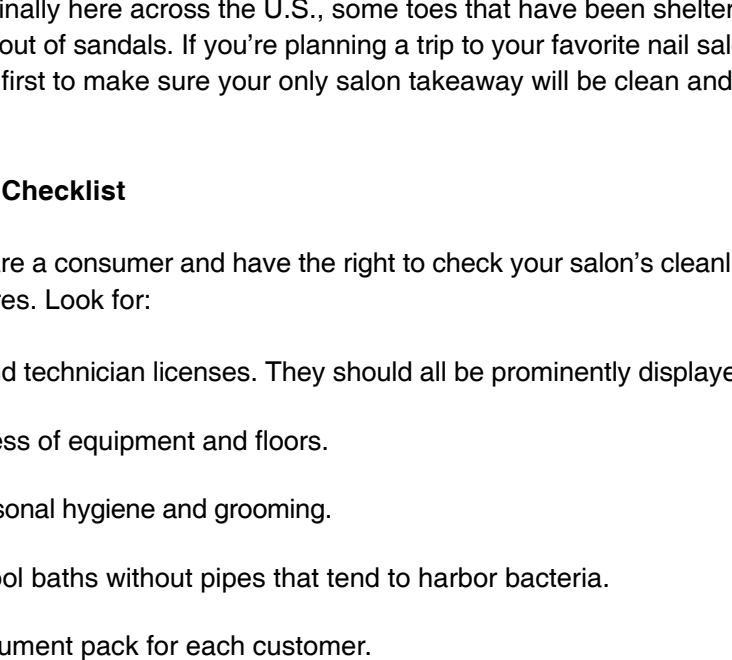 inally here across the U.S., some toes that have been shelter
out of sandals. If you’re planning a trip to your favorite nail sal
first to make sure your only salon takeaway will be clean and
Checklist
re a consumer and have the right to check your salon’s cleanl
es. Look for:
d technician licenses. They should all be prominently displaye
ess of equipment and floors.
sonal hygiene and grooming.
ool baths without pipes that tend to harbor bacteria.
ument pack for each customer.